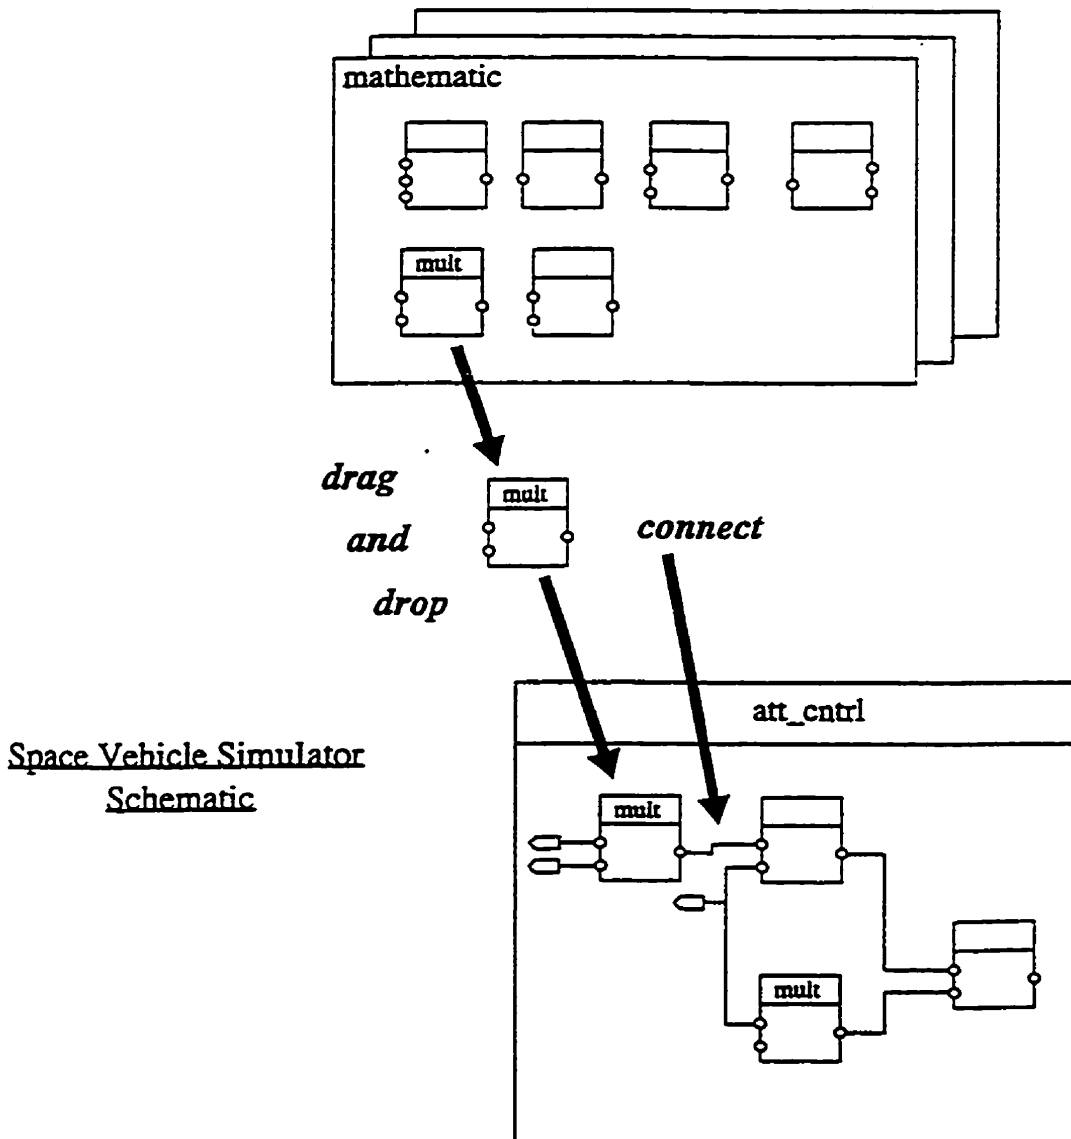 mathematic
mult
drag
and
drop
mult
connect
att_cntrl
Space Vehicle Simulator
Schematic
mult
mult